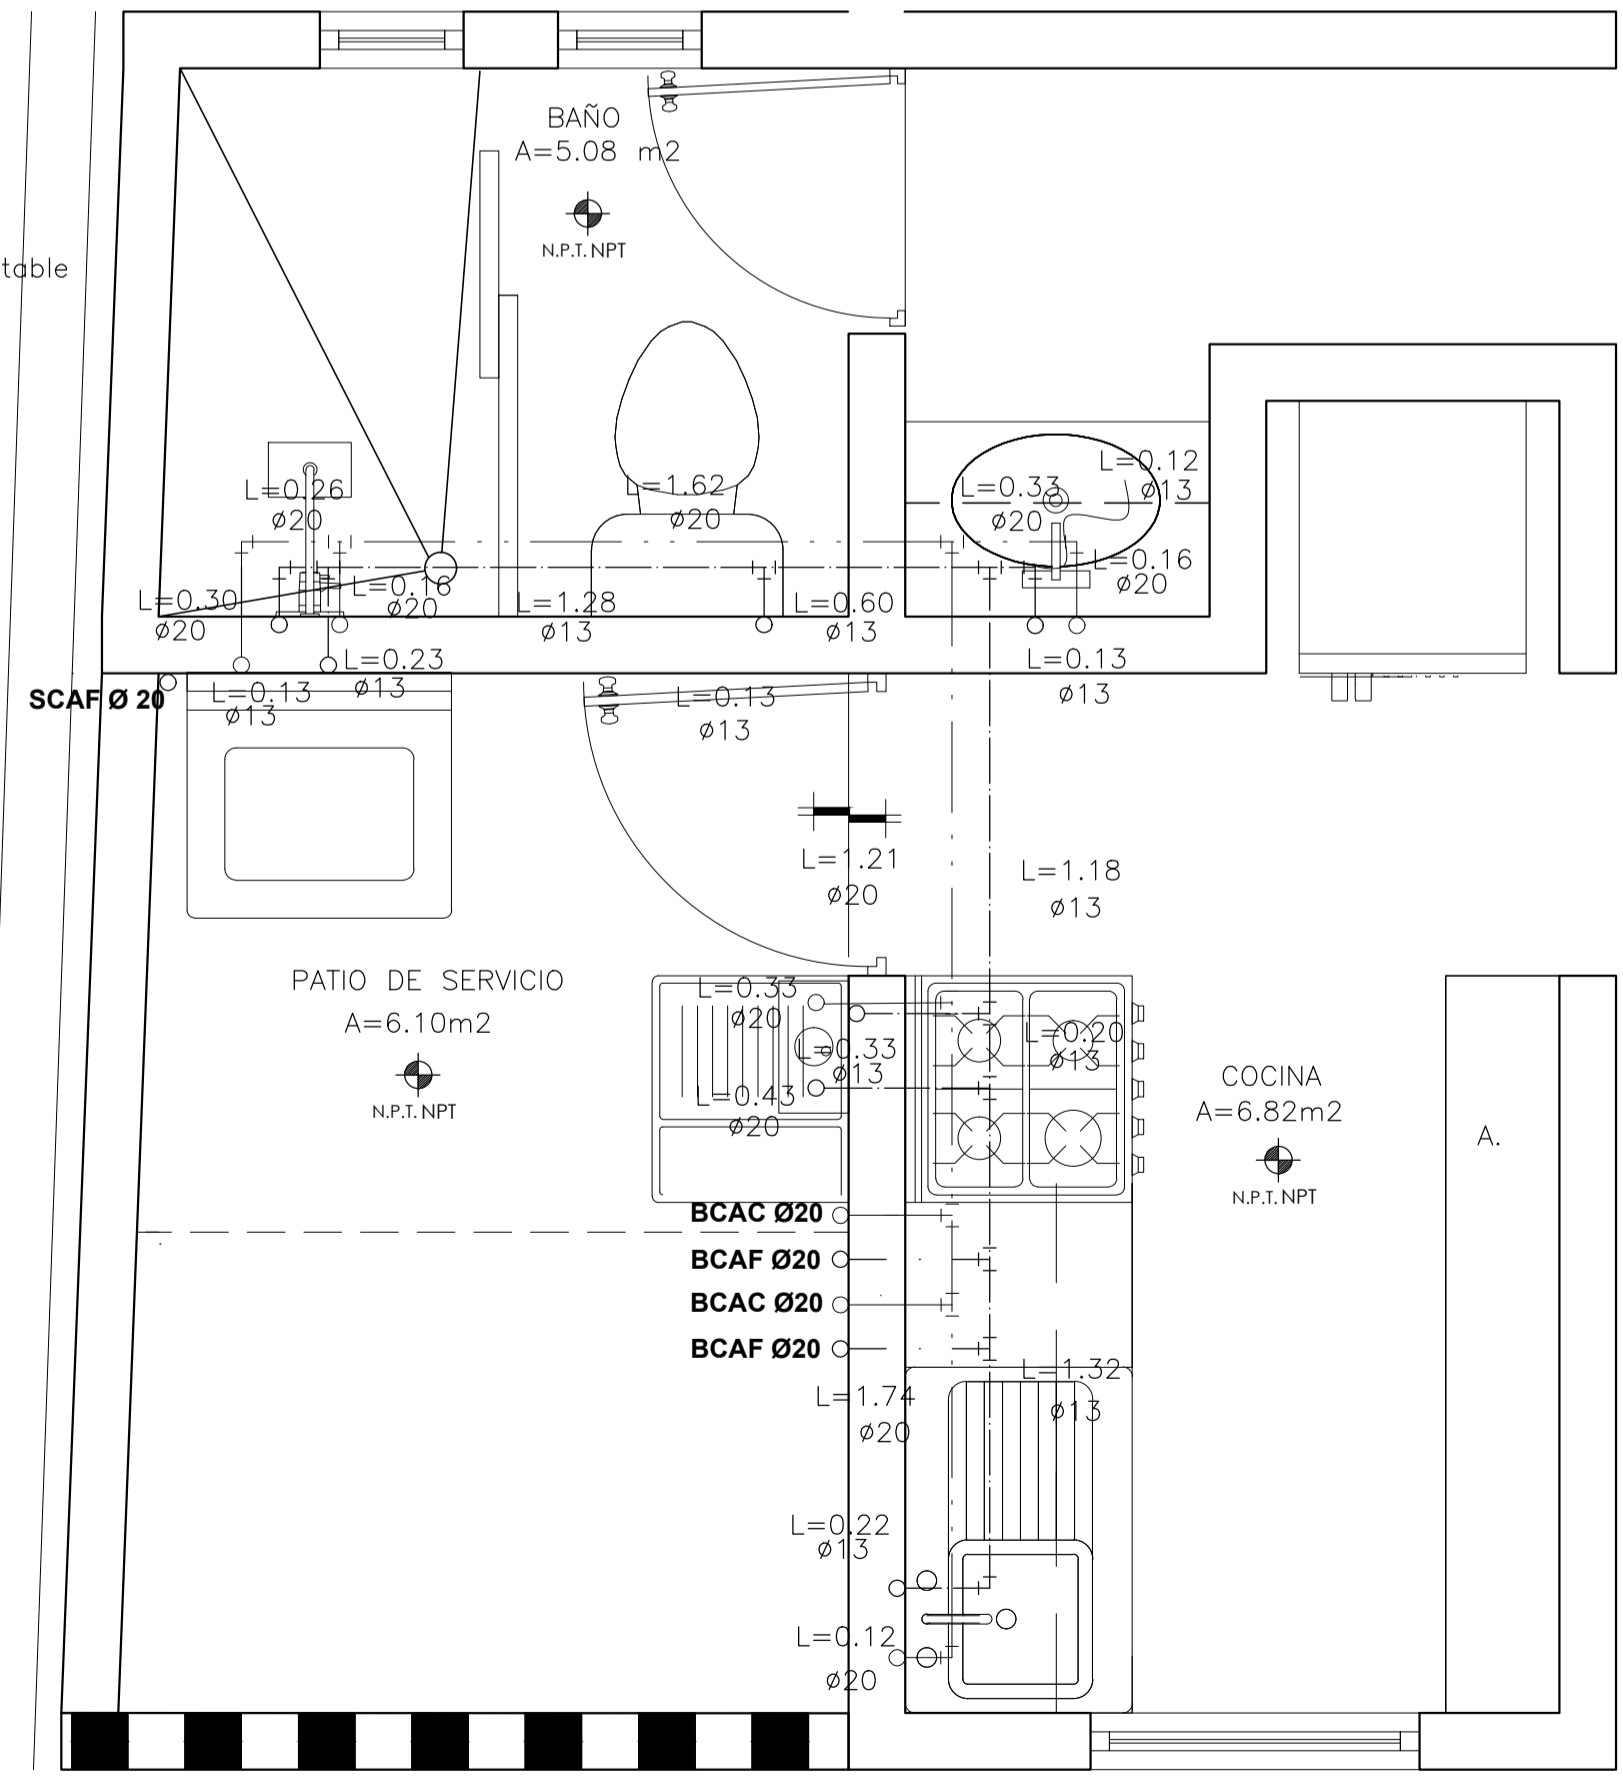 BAÑO
A=5.08 m2
N.P.T. NPT
table
L=0.12
ø13
L=0.26
ø20
L=1.62
ø20
L=0.33
ø20
L=0.16
ø20
L=0.16
ø20
L=0.30
ø20
L=1.28
ø13
L=0.60
ø13
L=0.23
ø13
L=0.13
ø13
SCAF Ø 20
L=0.13
ø13
L=0.13
ø13
L=1.21
ø20
L=1.18
ø13
PATIO DE SERVICIO
A=6.10m2
N.P.T. NPT
L=0.33
ø20
L=0.33
ø13
L=0.20
ø13
L=0.43
ø20
COCINA
A=6.82m2
N.P.T. NPT
A.
BCAC Ø20
BCAF Ø20
BCAC Ø20
BCAF Ø20
L=1.74
ø20
L=1.32
ø13
L=0.22
ø13
L=0.12
ø20